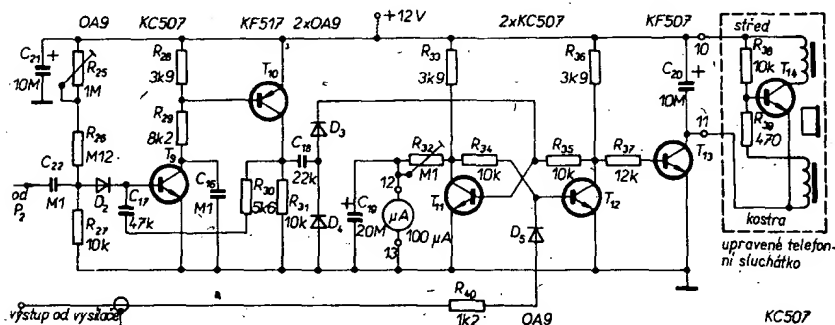 OA9 KC507 KF517 2xOA9 +12V 2xKC507 KF507
střed
C21 + 10M
R25 1M
R28 3k9
T10
R33 3k9
R36 3k9
C20 + 10M
10
R38 10k
T14
R26 M12
R29 8k2
D3
11
R39 470
C22 M1
T9
C18 22k
R32 M1
R34 10k
R35 10k
R37 12k
T13
od P2
D2
C17 47k
C16 M1
R30 5k6
R31 10k
D4
C19 + 20M
12
µA
100 µA
13
T11
D5
T12
R27 10k
kostra
upravené telefon-
ní sluchátko
výstup od vysílače
R40 1k2
OA9
KC507